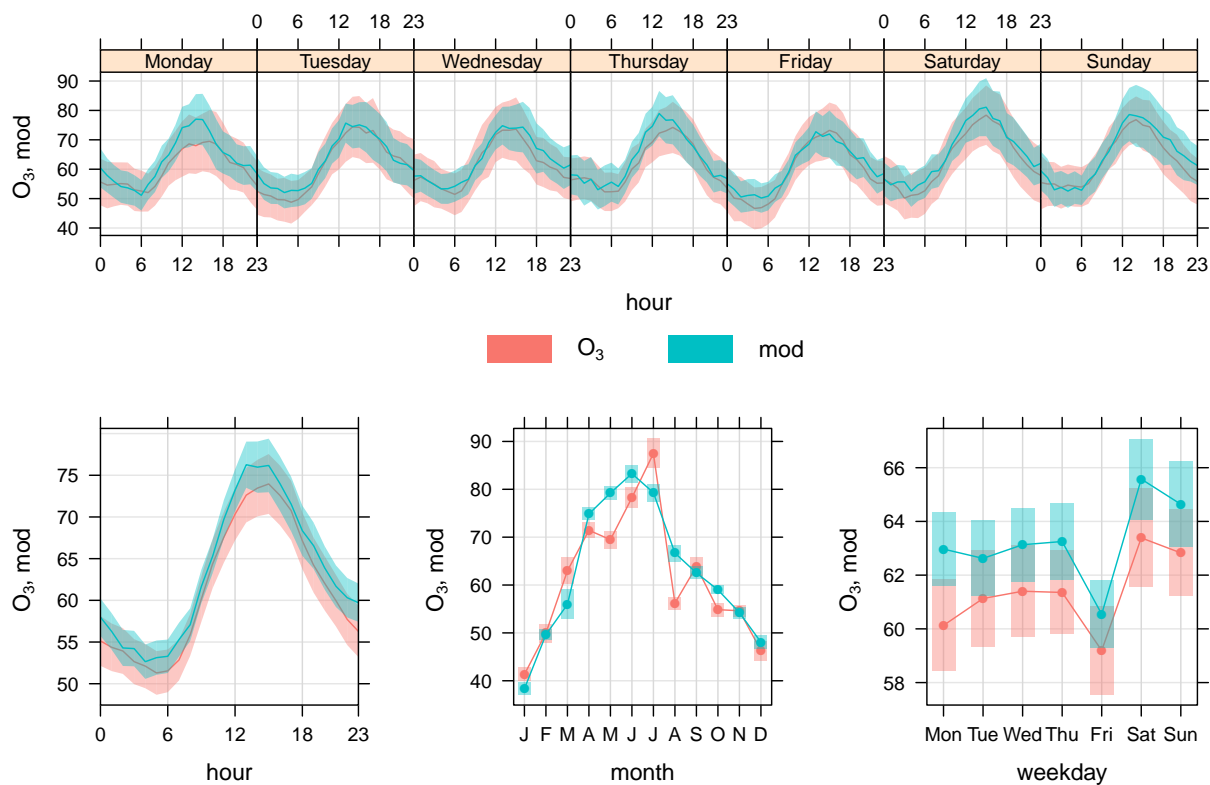 0 6 12 18 23 0 6 12 18 23 0 6 12 18 23
Monday Tuesday Wednesday Thursday Friday Saturday Sunday
90
80
70
60
50
40
O₃, mod
0 6 12 18 23 0 6 12 18 23 0 6 12 18 23 0 6 12 18 23
hour
O₃ mod
75
70
65
60
55
50
O₃, mod
0 6 12 18 23
hour
90
80
70
60
50
40
O₃, mod
J F M A M J J A S O N D
month
66
64
62
60
58
O₃, mod
Mon Tue Wed Thu Fri Sat Sun
weekday